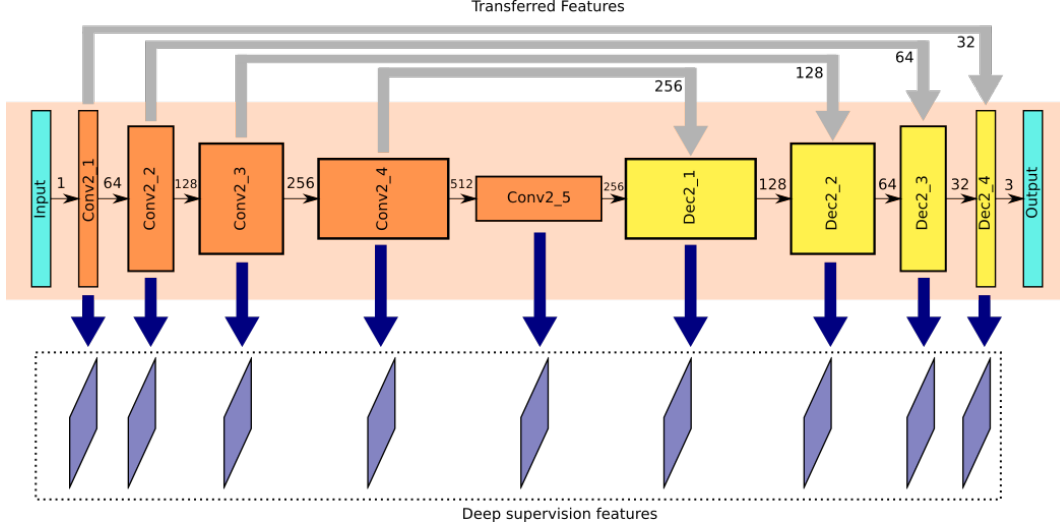 Transferred Features
32
64
128
256
Input
1
Conv2_1
64
Conv2_2
128
Conv2_3
256
Conv2_4
512
Conv2_5
256
Dec2_1
128
Dec2_2
64
Dec2_3
32
Dec2_4
3
Output
Deep supervision features